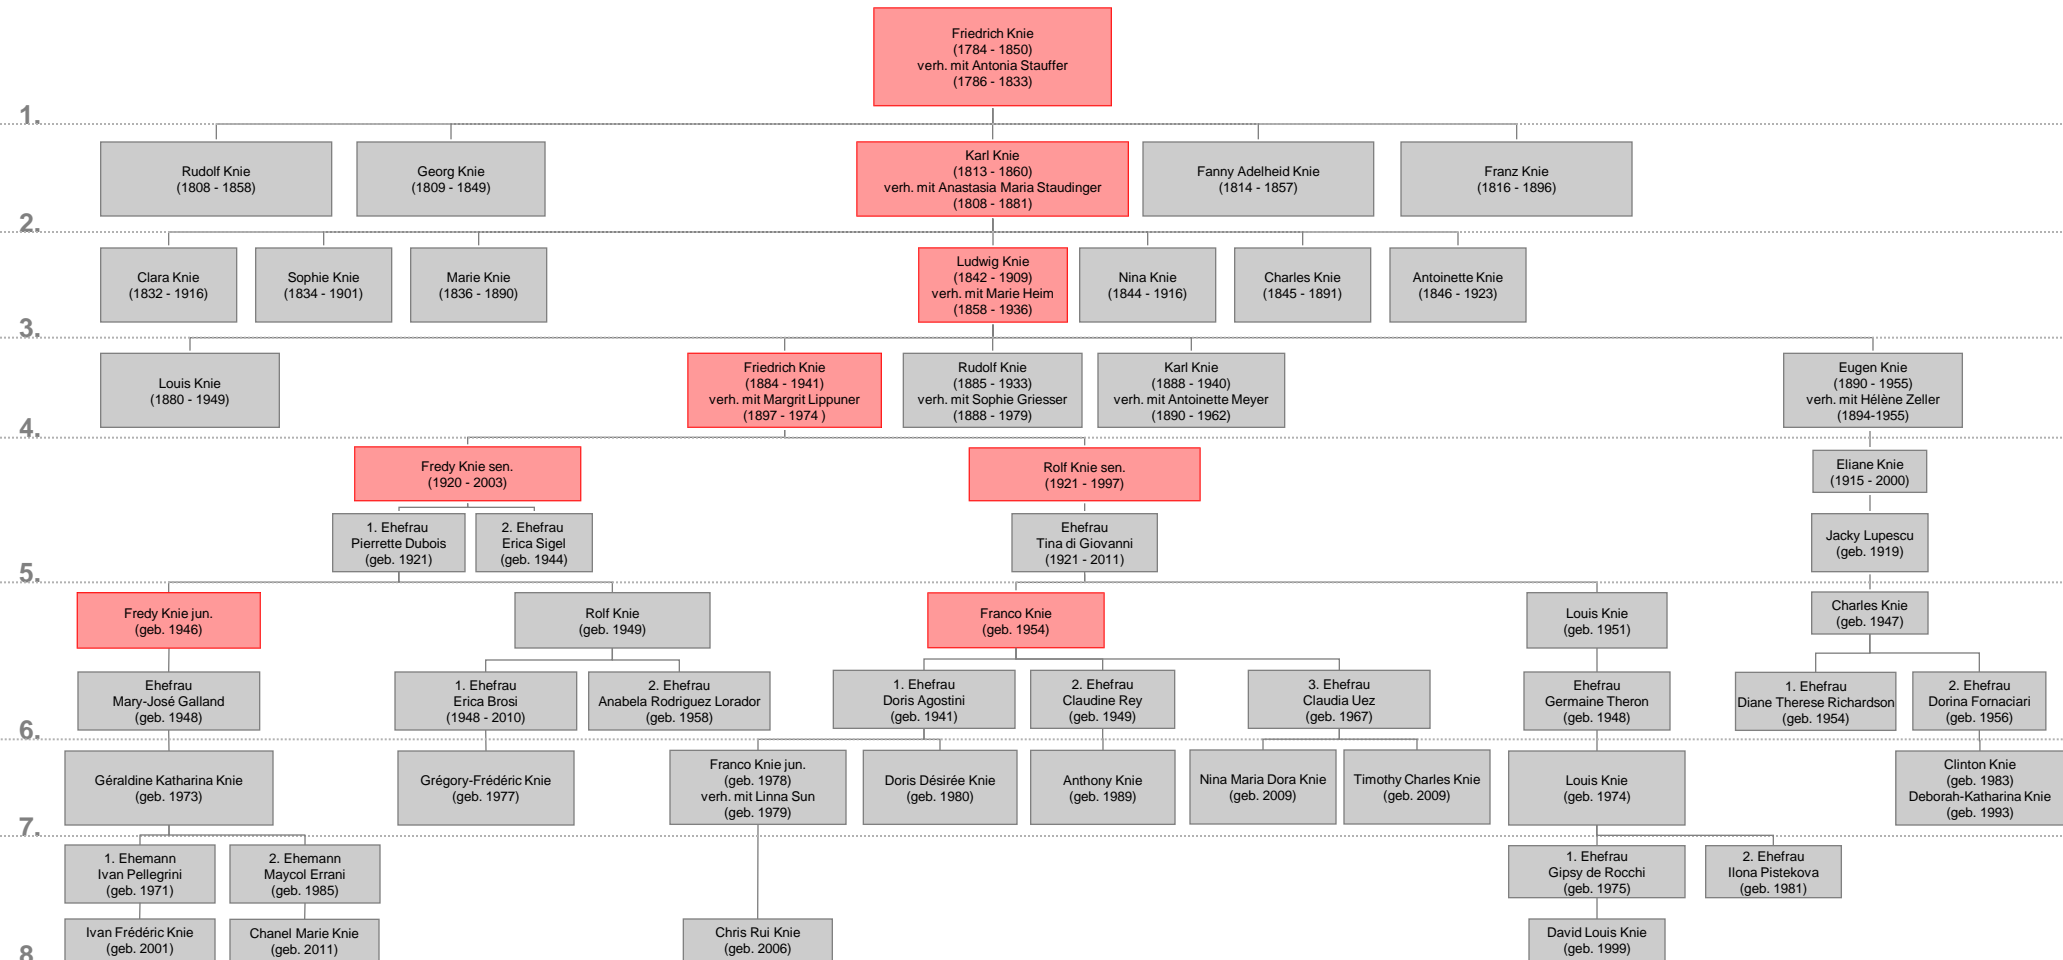 Friedrich Knie
(1784 - 1850)
verh. mit Antonia Stauffer
(1786 - 1833)
1.
Rudolf Knie
(1808 - 1858)
Georg Knie
(1809 - 1849)
Karl Knie
(1813 - 1860)
verh. mit Anastasia Maria Staudinger
(1808 - 1881)
Fanny Adelheid Knie
(1814 - 1857)
Franz Knie
(1816 - 1896)
2.
Clara Knie
(1832 - 1916)
Sophie Knie
(1834 - 1901)
Marie Knie
(1836 - 1890)
Ludwig Knie
(1842 - 1909)
verh. mit Marie Heim
(1858 - 1936)
Nina Knie
(1844 - 1916)
Charles Knie
(1845 - 1891)
Antoinette Knie
(1846 - 1923)
3.
Louis Knie
(1880 - 1949)
Friedrich Knie
(1884 - 1941)
verh. mit Margrit Lippuner
(1897 - 1974 )
Rudolf Knie
(1885 - 1933)
verh. mit Sophie Griesser
(1888 - 1979)
Karl Knie
(1888 - 1940)
verh. mit Antoinette Meyer
(1890 - 1962)
Eugen Knie
(1890 - 1955)
verh. mit Hélène Zeller
(1894-1955)
4.
Fredy Knie sen.
(1920 - 2003)
Rolf Knie sen.
(1921 - 1997)
Eliane Knie
(1915 - 2000)
1. Ehefrau
Pierrette Dubois
(geb. 1921)
2. Ehefrau
Erica Sigel
(geb. 1944)
Ehefrau
Tina di Giovanni
(1921 - 2011)
Jacky Lupescu
(geb. 1919)
5.
Fredy Knie jun.
(geb. 1946)
Rolf Knie
(geb. 1949)
Franco Knie
(geb. 1954)
Louis Knie
(geb. 1951)
Charles Knie
(geb. 1947)
Ehefrau
Mary-José Galland
(geb. 1948)
1. Ehefrau
Erica Brosi
(1948 - 2010)
2. Ehefrau
Anabela Rodriguez Lorador
(geb. 1958)
1. Ehefrau
Doris Agostini
(geb. 1941)
2. Ehefrau
Claudine Rey
(geb. 1949)
3. Ehefrau
Claudia Uez
(geb. 1967)
Ehefrau
Germaine Theron
(geb. 1948)
1. Ehefrau
Diane Therese Richardson
(geb. 1954)
2. Ehefrau
Dorina Fornaciari
(geb. 1956)
6.
Géraldine Katharina Knie
(geb. 1973)
Grégory-Frédéric Knie
(geb. 1977)
Franco Knie jun.
(geb. 1978)
verh. mit Linna Sun
(geb. 1979)
Doris Désirée Knie
(geb. 1980)
Anthony Knie
(geb. 1989)
Nina Maria Dora Knie
(geb. 2009)
Timothy Charles Knie
(geb. 2009)
Louis Knie
(geb. 1974)
Clinton Knie
(geb. 1983)
Deborah-Katharina Knie
(geb. 1993)
7.
1. Ehemann
Ivan Pellegrini
(geb. 1971)
2. Ehemann
Maycol Errani
(geb. 1985)
1. Ehefrau
Gipsy de Rocchi
(geb. 1975)
2. Ehefrau
Ilona Pistekova
(geb. 1981)
Ivan Frédéric Knie
(geb. 2001)
Chanel Marie Knie
(geb. 2011)
Chris Rui Knie
(geb. 2006)
David Louis Knie
(geb. 1999)
8